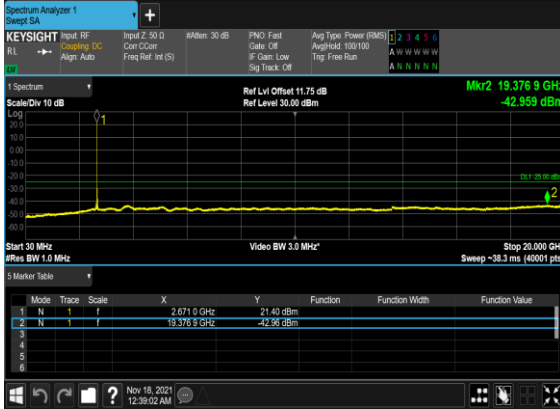 Spectrum Analyzer 1
Swept SA
+
KEYSIGHT
RL
Input: RF
Coupling: DC
Align: Auto
Input Z: 50 Ω
Corr CCorr
Freq Ref: Int (S)
#Atten: 30 dB
PNO: Fast
Gate: Off
IF Gain: Low
Sig Track: Off
Avg Type: Power (RMS)
Avg|Hold: 100/100
Trig: Free Run
1 2 3 4 5 6
A W W W W W
A N N N N N
1 Spectrum
Scale/Div 10 dB
Ref Lvl Offset 11.75 dB
Ref Level 30.00 dBm
Mkr2 19.376 9 GHz
-42.959 dBm
Log
20.0
10.0
0.00
-10.0
-20.0
-30.0
-40.0
-50.0
-60.0
1
2
Start 30 MHz
#Res BW 1.0 MHz
Video BW 3.0 MHz*
Stop 20.000 GH
Sweep ~38.3 ms (40001 pts
5 Marker Table
Mode Trace Scale X Y Function Function Width Function Value
1 N 1 f 2.671 0 GHz 21.40 dBm
2 N 1 f 19.376 9 GHz -42.96 dBm
3
4
5
6
?
Nov 18, 2021
12:39:02 AM